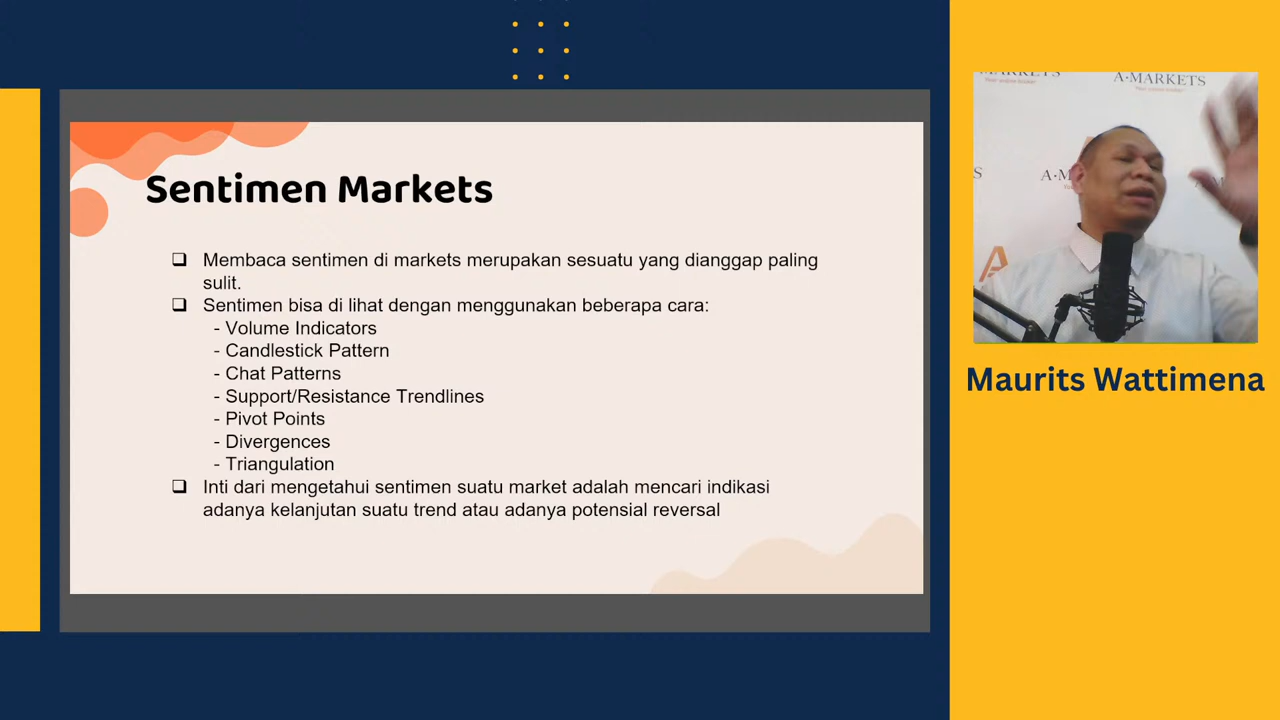 Sentimen Markets
Membaca sentimen di markets merupakan sesuatu yang dianggap paling
sulit.
Sentimen bisa di lihat dengan menggunakan beberapa cara:
- Volume Indicators
- Candlestick Pattern
- Chat Patterns
- Support/Resistance Trendlines
- Pivot Points
- Divergences
- Triangulation
Inti dari mengetahui sentimen suatu market adalah mencari indikasi
adanya kelanjutan suatu trend atau adanya potensial reversal
A·MARKETS
Maurits Wattimena